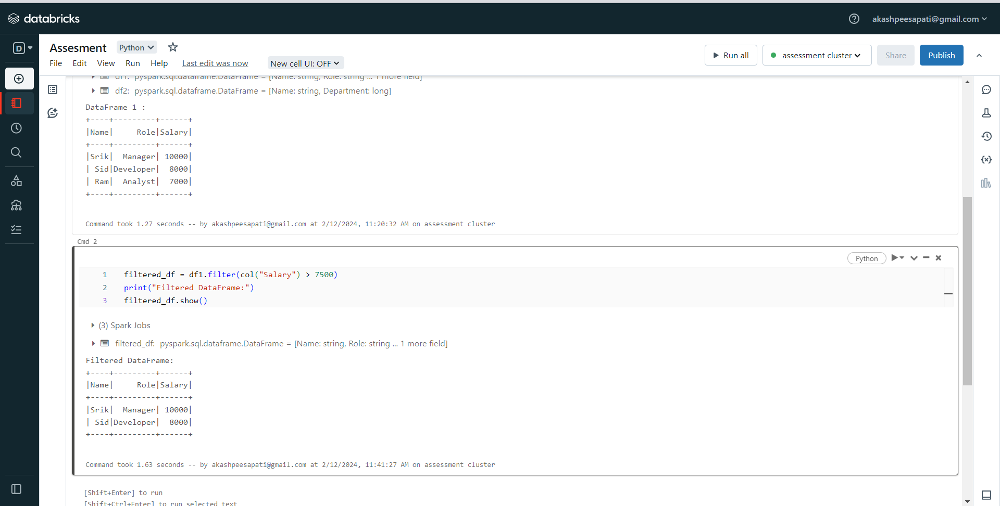 databricks
akashpeesapati@gmail.com
D
Assesment Python
File Edit View Run Help Last edit was now New cell UI: OFF
Run all assessment cluster Share Publish
df1: pyspark.sql.dataframe.DataFrame = [Name: string, Role: string ... 1 more field]
df2: pyspark.sql.dataframe.DataFrame = [Name: string, Department: long]
DataFrame 1 :
+----+---------+------+
|Name|     Role|Salary|
+----+---------+------+
|Srik|  Manager| 10000|
| Sid|Developer|  8000|
| Ram|  Analyst|  7000|
+----+---------+------+
Command took 1.27 seconds -- by akashpeesapati@gmail.com at 2/12/2024, 11:20:32 AM on assessment cluster
Cmd 2
Python
1 filtered_df = df1.filter(col("Salary") > 7500)
2 print("Filtered DataFrame:")
3 filtered_df.show()
(3) Spark Jobs
filtered_df: pyspark.sql.dataframe.DataFrame = [Name: string, Role: string ... 1 more field]
Filtered DataFrame:
+----+---------+------+
|Name|     Role|Salary|
+----+---------+------+
|Srik|  Manager| 10000|
| Sid|Developer|  8000|
+----+---------+------+
Command took 1.63 seconds -- by akashpeesapati@gmail.com at 2/12/2024, 11:41:27 AM on assessment cluster
[Shift+Enter] to run
[Shift+Ctrl+Enter] to run selected text